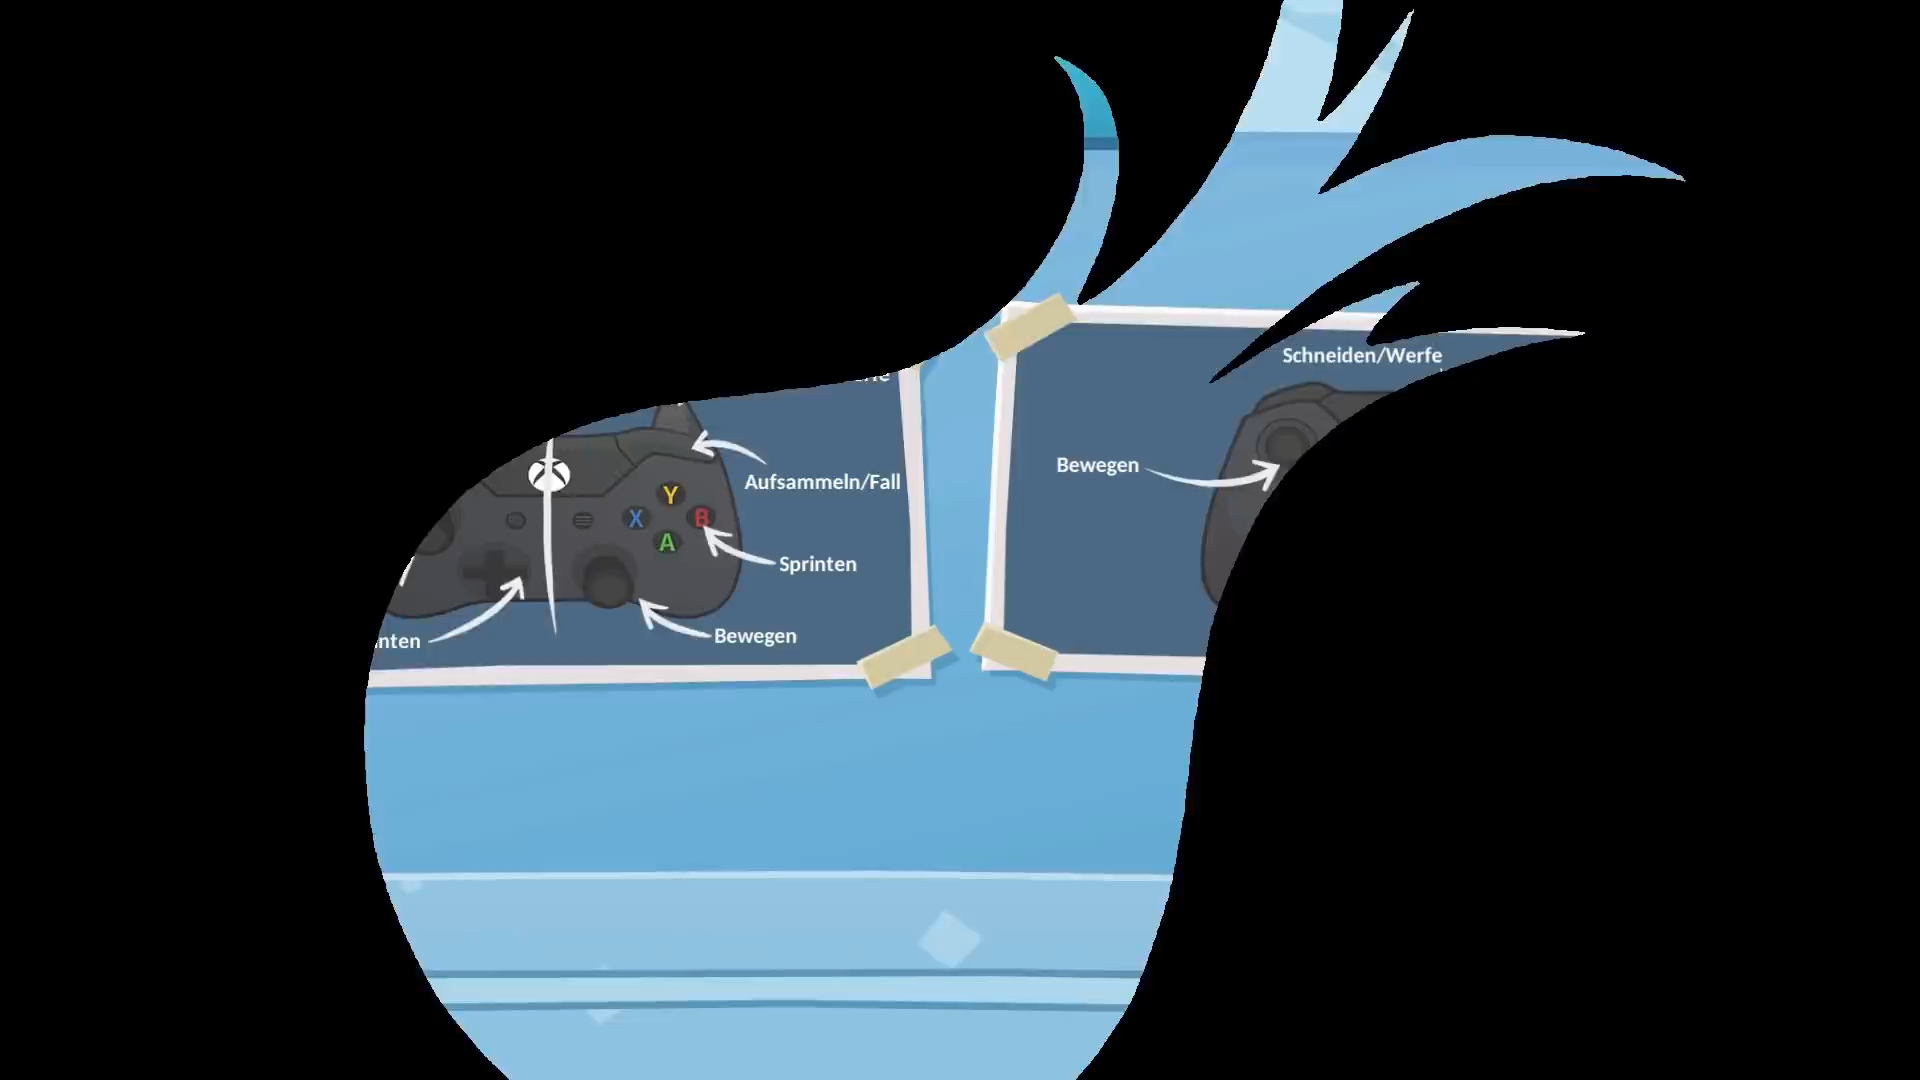 Schneiden/Werfe
Bewegen
Aufsammeln/Fall
Y
X
B
A
Sprinten
Bewegen
nten